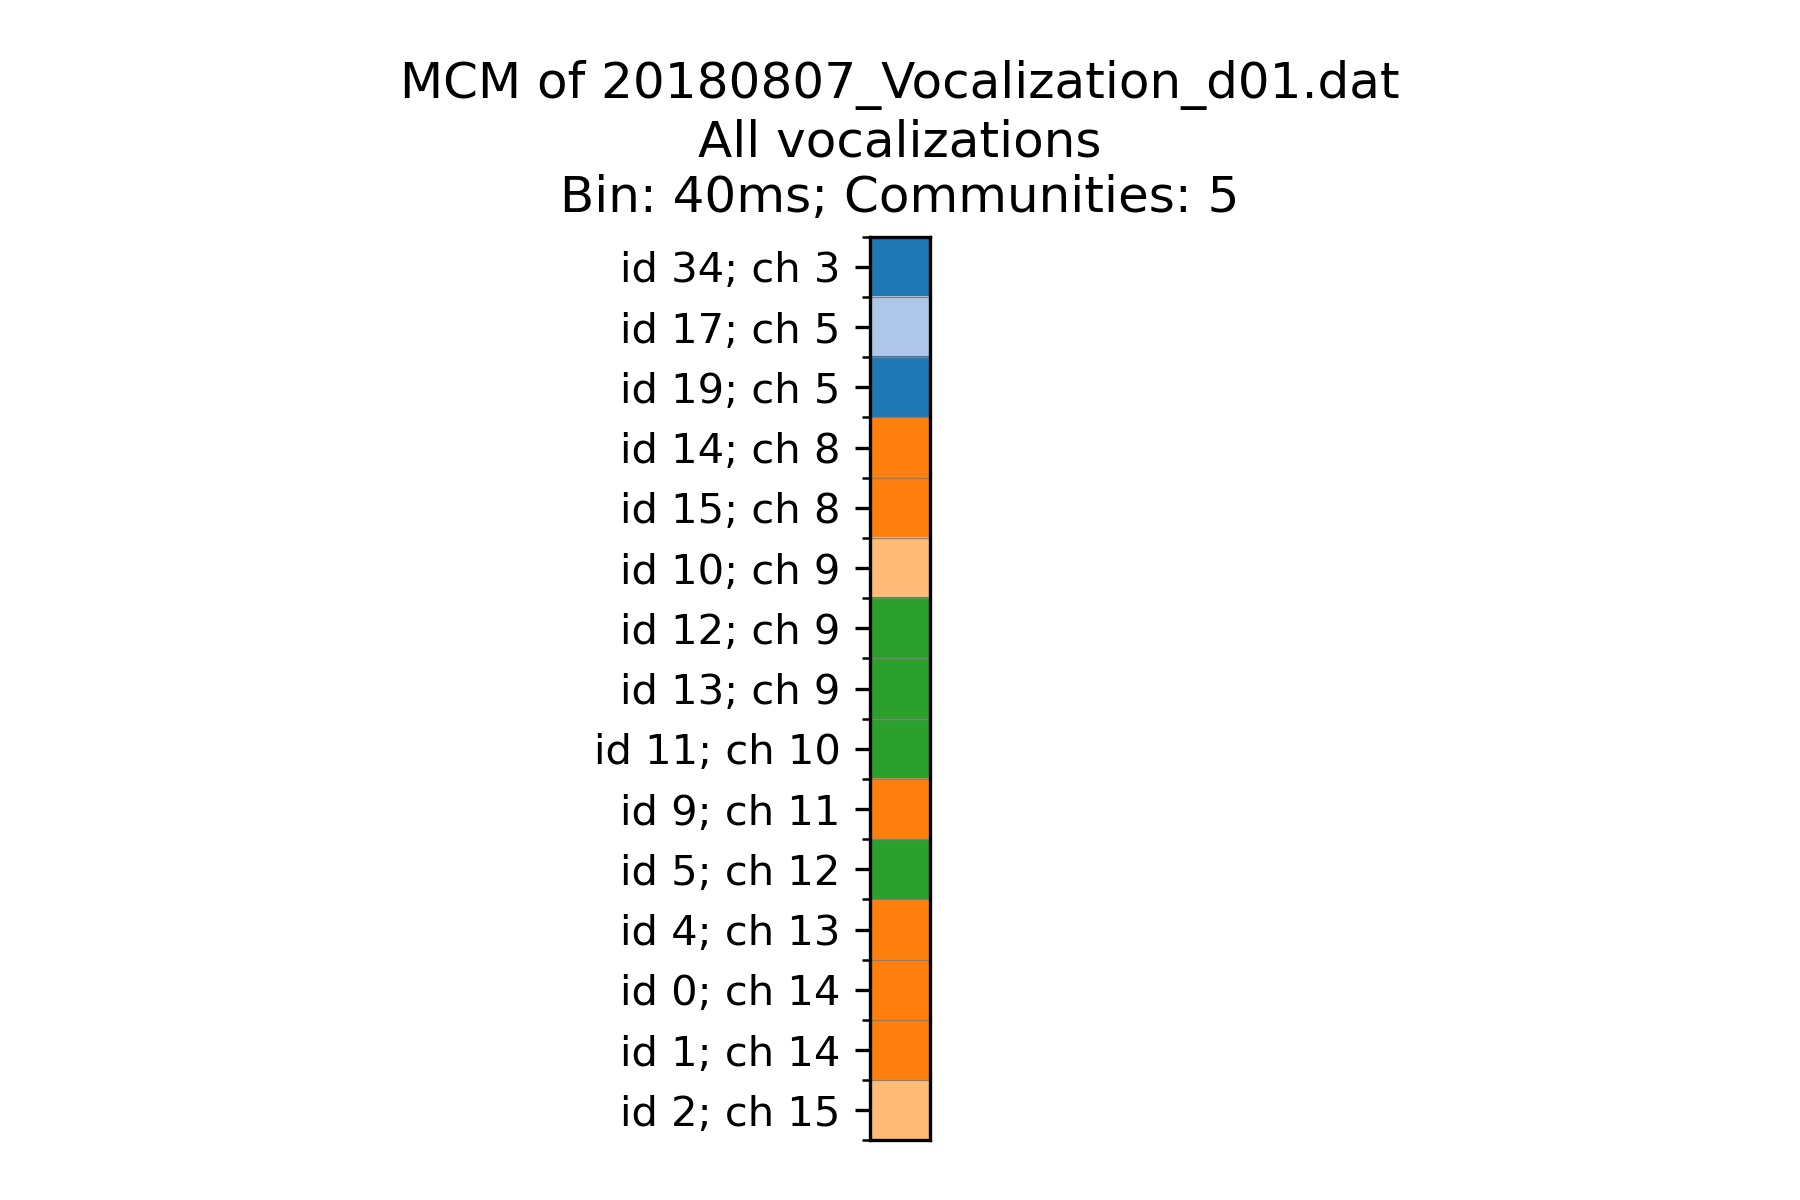 MCM of 20180807_Vocalization_d01.dat
All vocalizations
Bin: 40ms; Communities: 5
id 34; ch 3
id 17; ch 5
id 19; ch 5
id 14; ch 8
id 15; ch 8
id 10; ch 9
id 12; ch 9
id 13; ch 9
id 11; ch 10
id 9; ch 11
id 5; ch 12
id 4; ch 13
id 0; ch 14
id 1; ch 14
id 2; ch 15